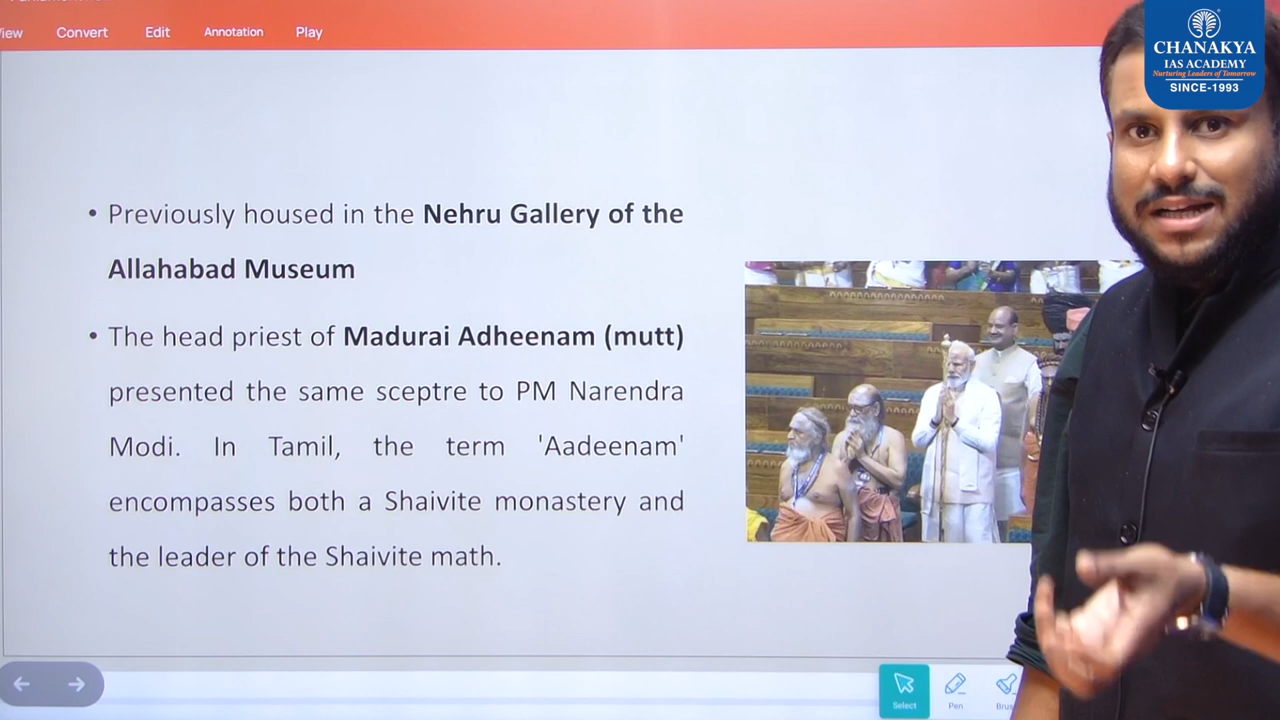 View Convert Edit Annotation Play
CHANAKYA
IAS ACADEMY
Nurturing Leaders of Tomorrow
SINCE-1993
• Previously housed in the Nehru Gallery of the
Allahabad Museum
• The head priest of Madurai Adheenam (mutt)
presented the same sceptre to PM Narendra
Modi. In Tamil, the term 'Aadeenam'
encompasses both a Shaivite monastery and
the leader of the Shaivite math.
Select Pen